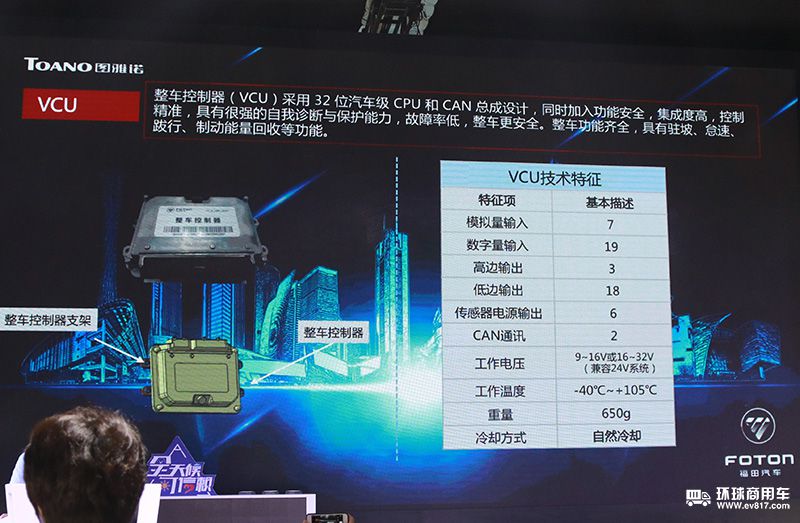 TOANO 图雅诺
VCU
整车控制器（VCU）采用 32 位汽车级 CPU 和 CAN 总成设计，同时加入功能安全，集成度高，控制
精准，具有很强的自我诊断与保护能力，故障率低，整车更安全。整车功能齐全，具有驻坡、怠速、
跛行、制动能量回收等功能。
FOTON
整车控制器
整车控制器支架
整车控制器
VCU技术特征
特征项 基本描述
模拟量输入 7
数字量输入 19
高边输出 3
低边输出 18
传感器电源输出 6
CAN通讯 2
工作电压 9~16V或16~32V
（兼容24V系统）
工作温度 -40℃~+105℃
重量 650g
冷却方式 自然冷却
FOTON
福田汽车
全天候
环球商用车
www.ev817.com